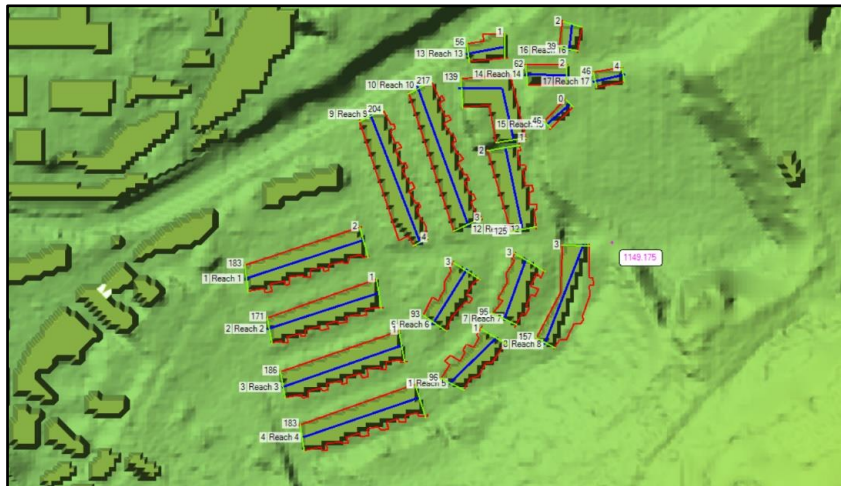 2
1
56
13 Reach 13
16 Reach 16
39
62
2
14 Reach 14
4
46
17 Reach 17
217
10 Reach 10
139
0
204
9 Reach 9
46
1
2
3
12
125
12
4
2
183
1 Reach 1
3
1149.175
3
3
1
171
2 Reach 2
93
6 Reach 6
95
7 Reach 7
1
157
8 Reach 8
186
3 Reach 3
96
Reach 5
1
183
4 Reach 4